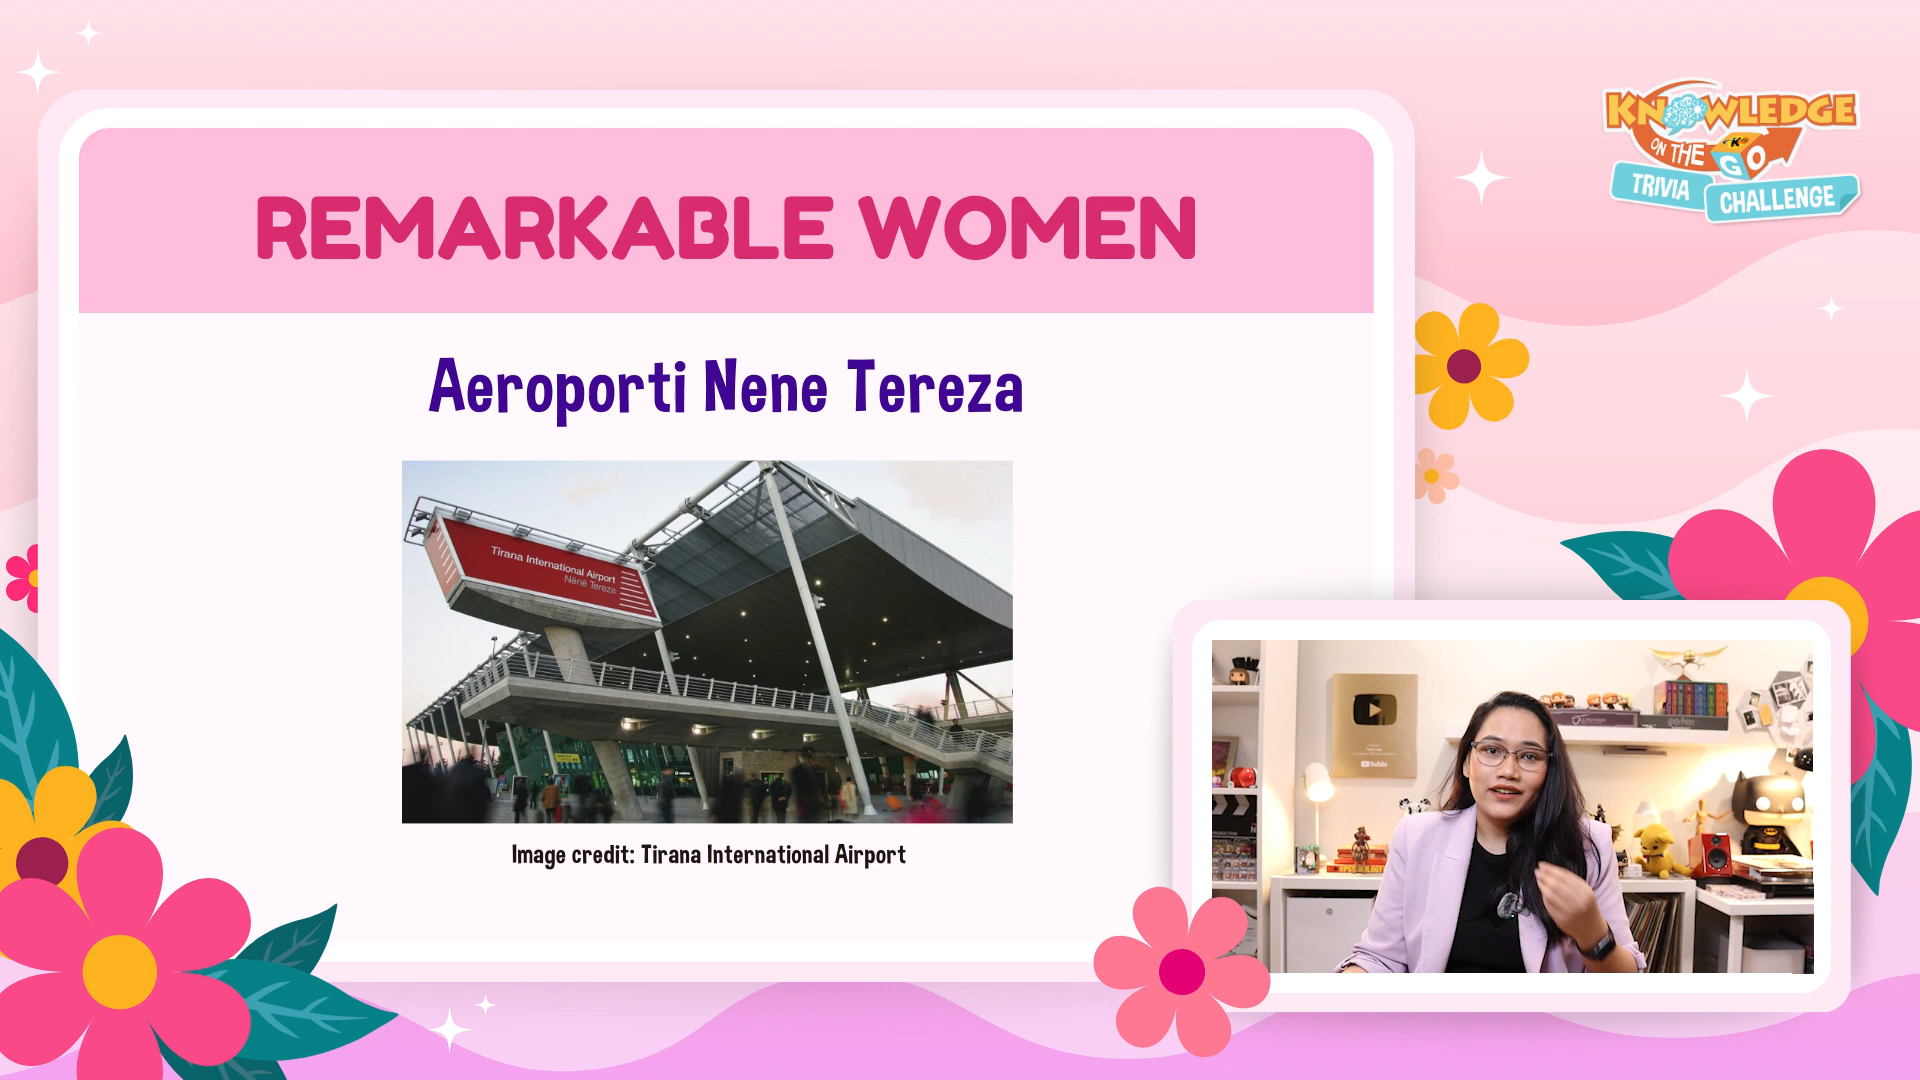 REMARKABLE WOMEN
KNOWLEDGE
ON THE GO
TRIVIA
CHALLENGE
Aeroporti Nene Tereza
Tirana International Airport
Nënë Tereza
Image credit: Tirana International Airport
YouTube